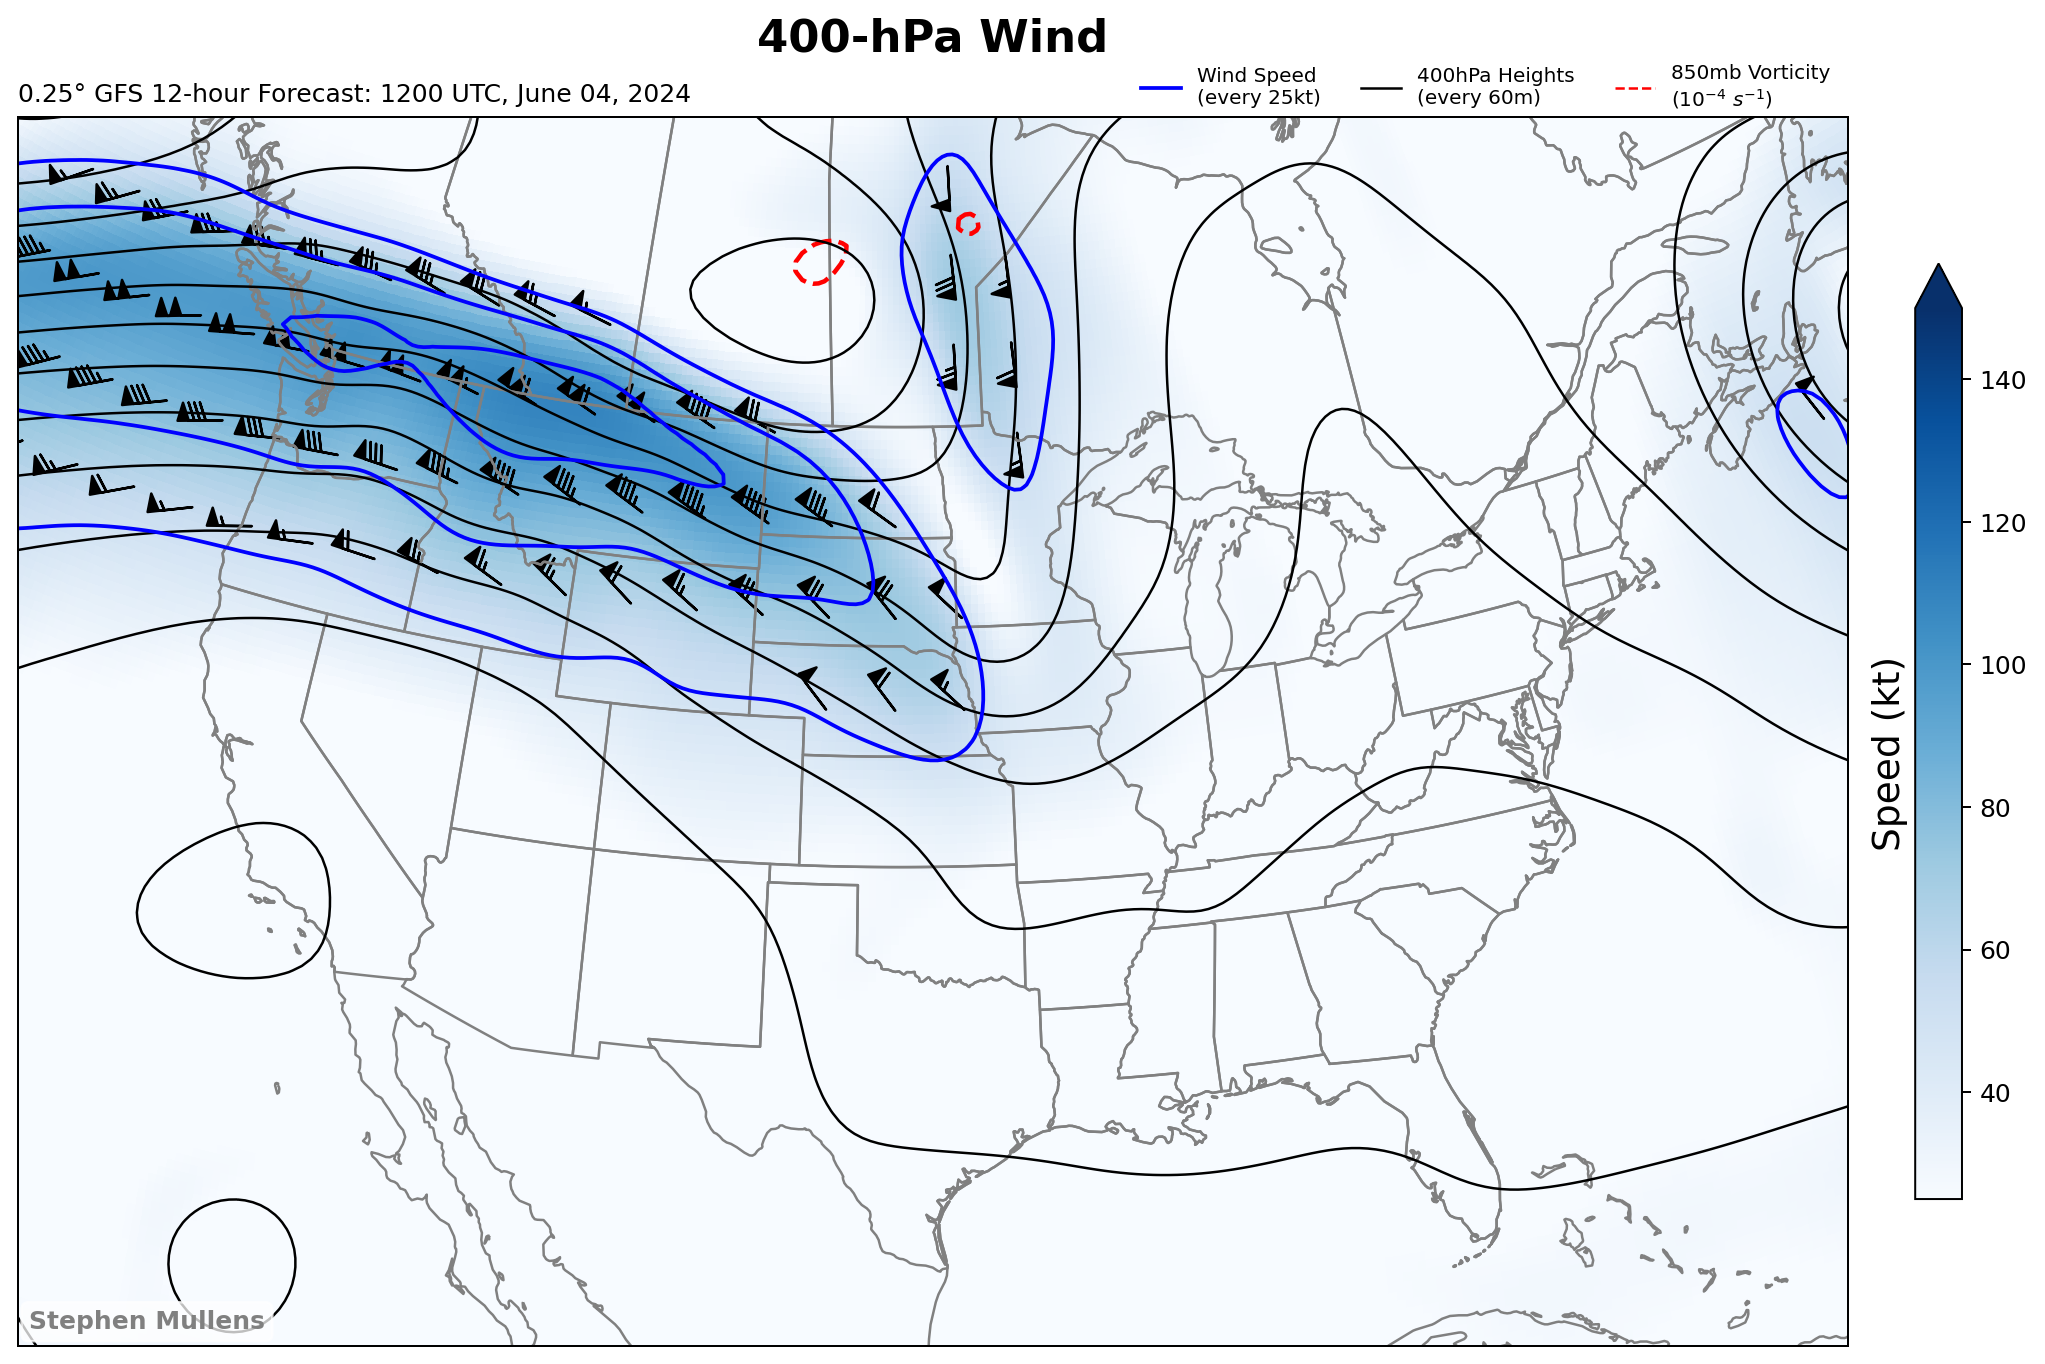 400-hPa Wind
0.25° GFS 12-hour Forecast: 1200 UTC, June 04, 2024
Wind Speed
(every 25kt)
400hPa Heights
(every 60m)
850mb Vorticity
(10⁻⁴ s⁻¹)
140
120
100
80
60
40
Speed (kt)
Stephen Mullens